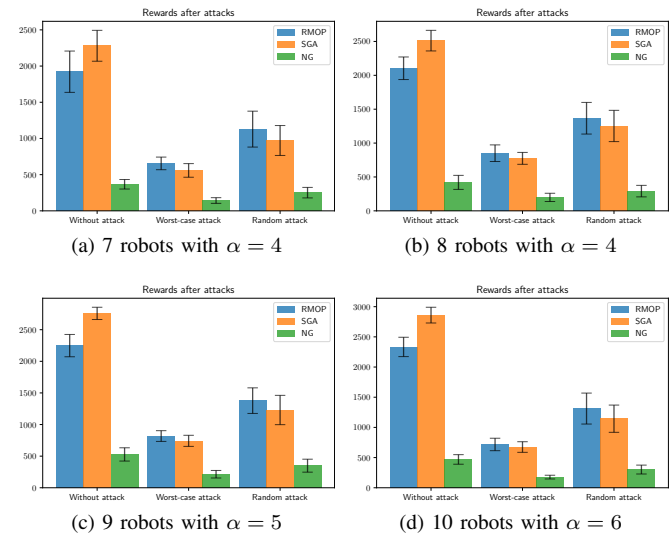 Rewards after attacks
2500
2000
1500
1000
500
0
RMOP
SGA
NG
Without attack
Worst-case attack
Random attack
(a) 7 robots with α = 4
Rewards after attacks
2500
2000
1500
1000
500
0
RMOP
SGA
NG
Without attack
Worst-case attack
Random attack
(b) 8 robots with α = 4
Rewards after attacks
2500
2000
1500
1000
500
0
RMOP
SGA
NG
Without attack
Worst-case attack
Random attack
(c) 9 robots with α = 5
Rewards after attacks
3000
2500
2000
1500
1000
500
0
RMOP
SGA
NG
Without attack
Worst-case attack
Random attack
(d) 10 robots with α = 6